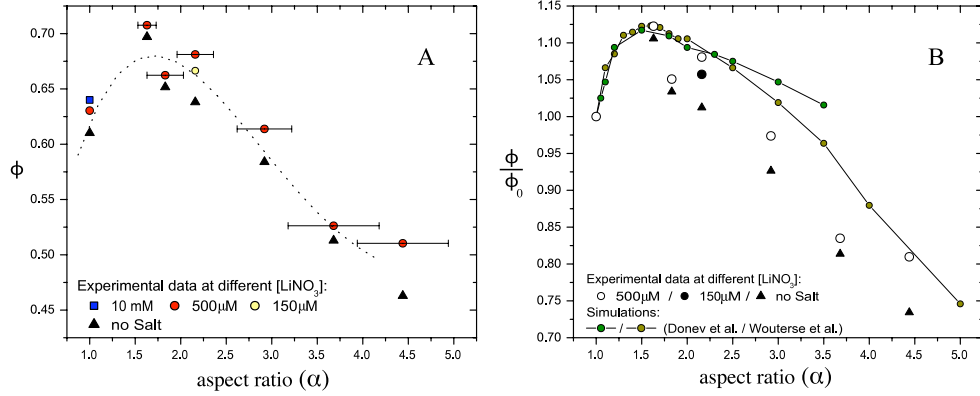 A
0.70
0.65
0.60
0.55
0.50
0.45
ϕ
Experimental data at different [LiNO3]:
10 mM 500μM 150μM
no Salt
1.0 1.5 2.0 2.5 3.0 3.5 4.0 4.5 5.0
aspect ratio (α)
B
1.15
1.10
1.05
1.00
0.95
0.90
0.85
0.80
0.75
0.70
ϕ
ϕ0
Experimental data at different [LiNO3]:
500μM / 150μM / no Salt
Simulations:
/ (Donev et al. / Wouterse et al.)
1.0 1.5 2.0 2.5 3.0 3.5 4.0 4.5 5.0
aspect ratio (α)